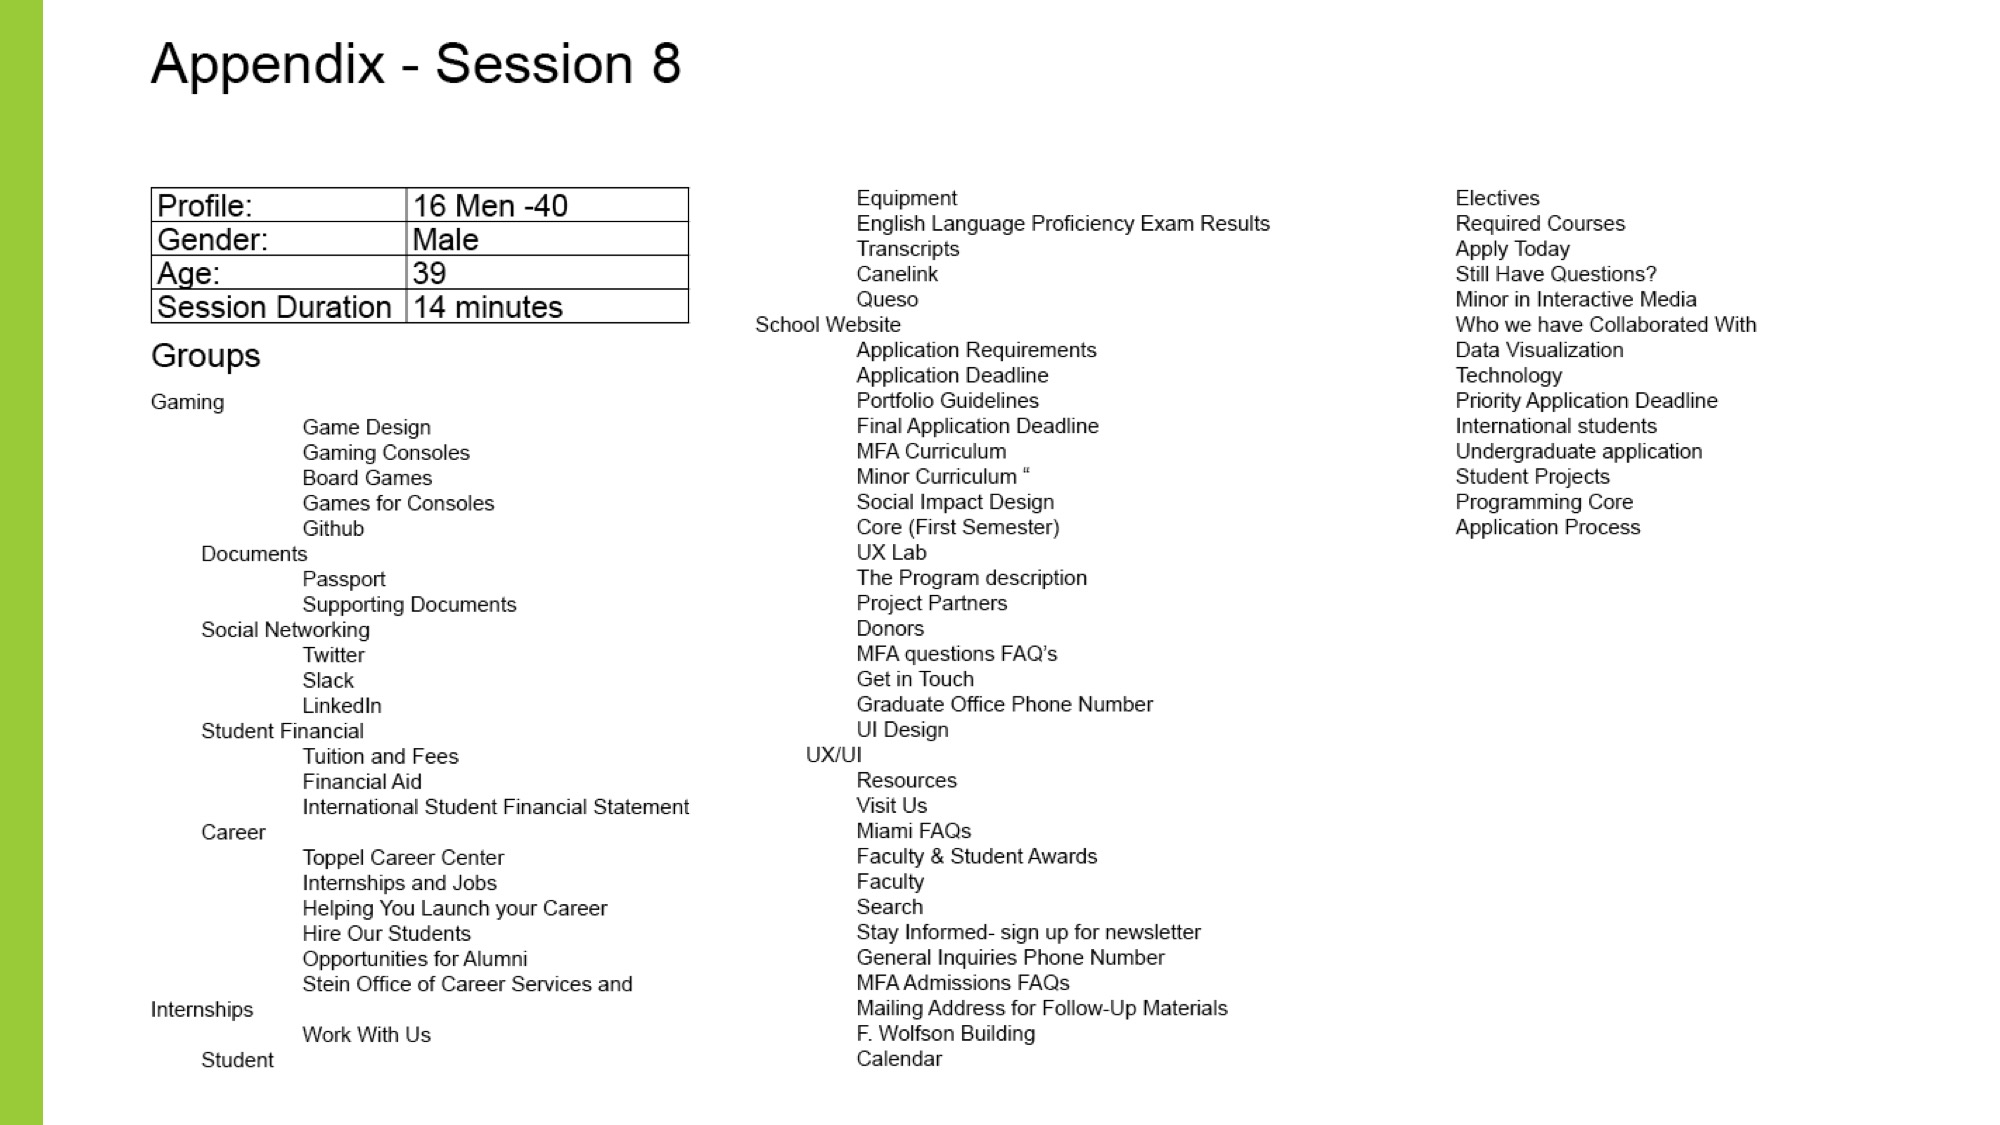 Appendix - Session 8
Profile: 16 Men -40
Gender: Male
Age: 39
Session Duration 14 minutes
Groups
Gaming
Game Design
Gaming Consoles
Board Games
Games for Consoles
Github
Documents
Passport
Supporting Documents
Social Networking
Twitter
Slack
LinkedIn
Student Financial
Tuition and Fees
Financial Aid
International Student Financial Statement
Career
Toppel Career Center
Internships and Jobs
Helping You Launch your Career
Hire Our Students
Opportunities for Alumni
Stein Office of Career Services and
Internships
Work With Us
Student
Equipment
English Language Proficiency Exam Results
Transcripts
Canelink
Queso
School Website
Application Requirements
Application Deadline
Portfolio Guidelines
Final Application Deadline
MFA Curriculum
Minor Curriculum “
Social Impact Design
Core (First Semester)
UX Lab
The Program description
Project Partners
Donors
MFA questions FAQ’s
Get in Touch
Graduate Office Phone Number
UI Design
UX/UI
Resources
Visit Us
Miami FAQs
Faculty & Student Awards
Faculty
Search
Stay Informed- sign up for newsletter
General Inquiries Phone Number
MFA Admissions FAQs
Mailing Address for Follow-Up Materials
F. Wolfson Building
Calendar
Electives
Required Courses
Apply Today
Still Have Questions?
Minor in Interactive Media
Who we have Collaborated With
Data Visualization
Technology
Priority Application Deadline
International students
Undergraduate application
Student Projects
Programming Core
Application Process